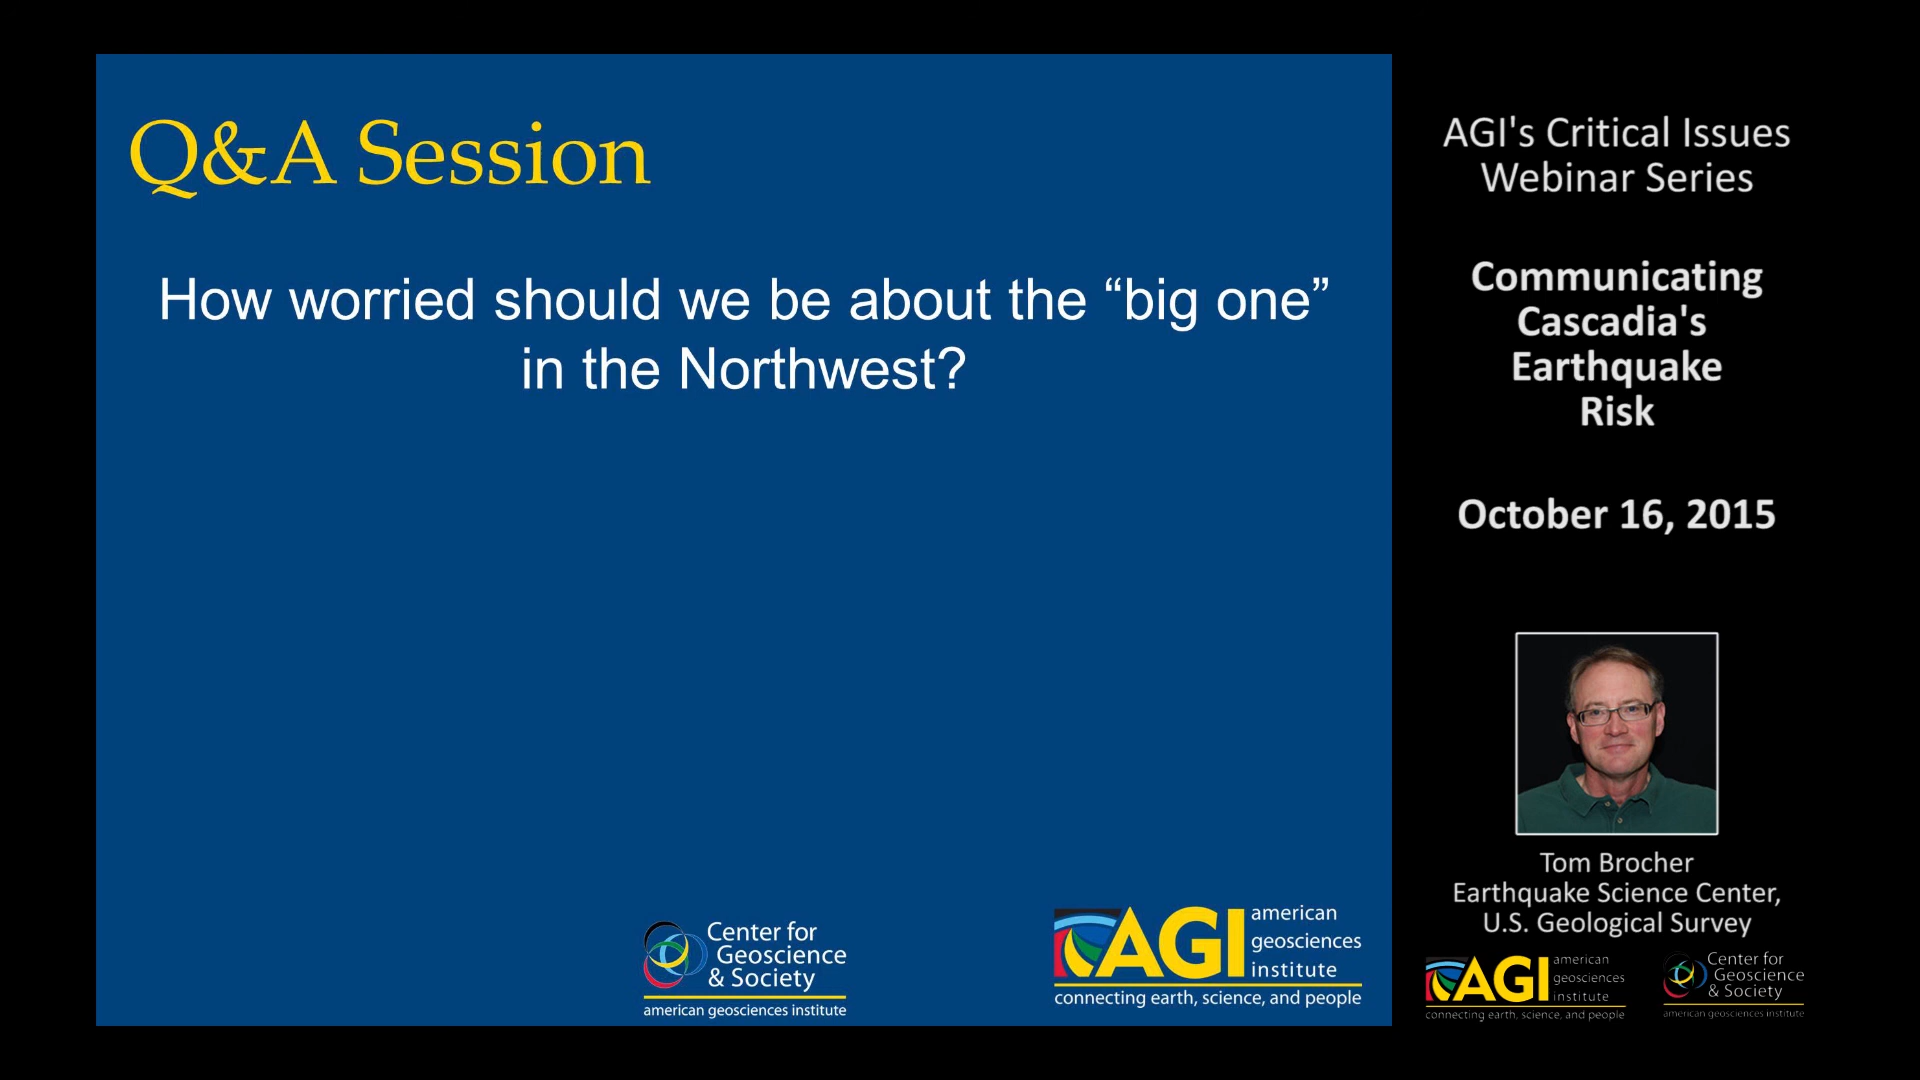 Q&A Session
How worried should we be about the “big one”
in the Northwest?
Center for
Geoscience
& Society
american geosciences institute
AGI
american
geosciences
institute
connecting earth, science, and people
AGI's Critical Issues
Webinar Series
Communicating
Cascadia's
Earthquake
Risk
October 16, 2015
Tom Brocher
Earthquake Science Center,
U.S. Geological Survey
AGI
american
geosciences
institute
connecting earth, science, and people
Center for
Geoscience
& Society
american geosciences institute